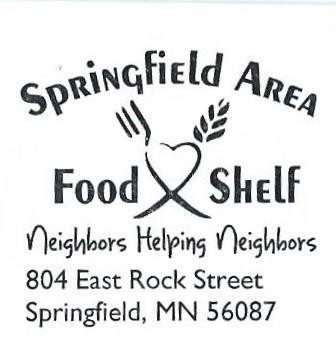 Springfield Area
Food Shelf
Neighbors Helping Neighbors
804 East Rock Street
Springfield, MN 56087